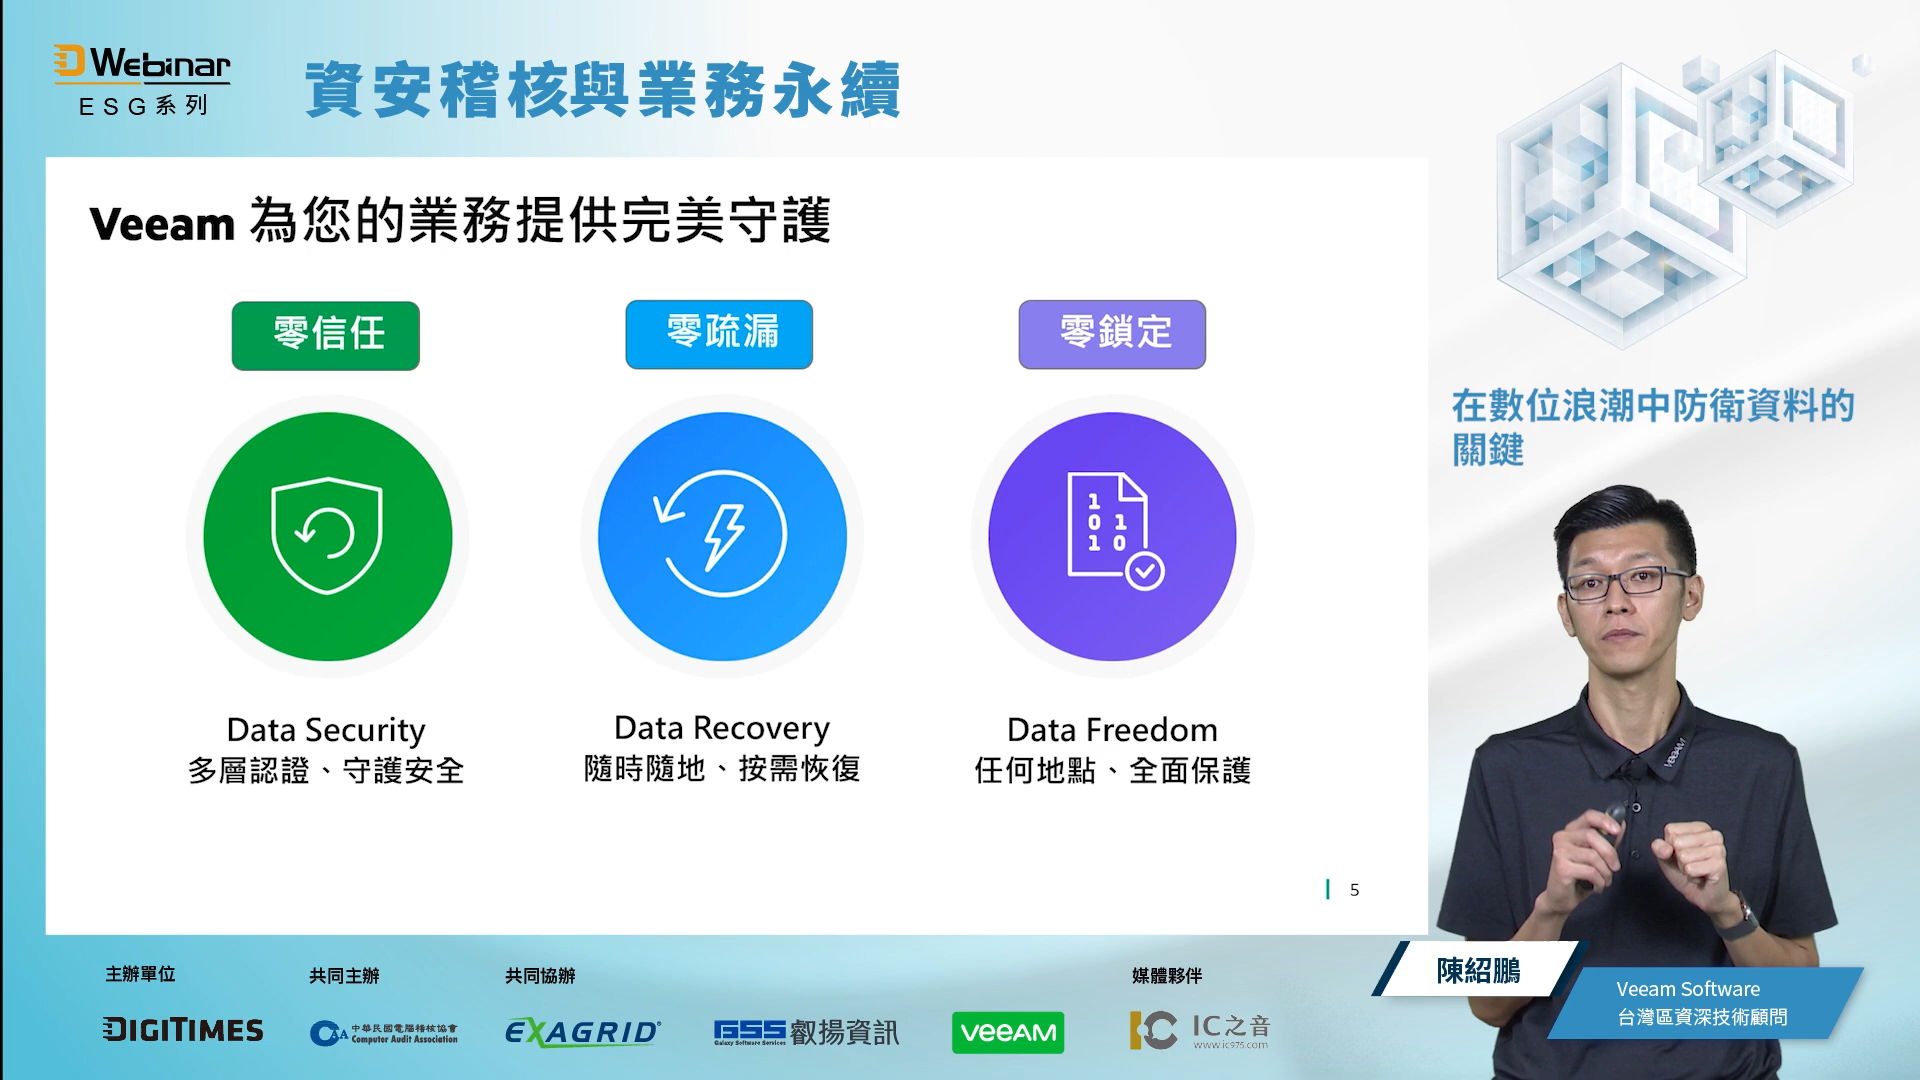 D Webinar
ESG系列
資安稽核與業務永續
Veeam 為您的業務提供完美守護
零信任
零疏漏
零鎖定
1
0 1
1 0
Data Security
多層認證、守護安全
Data Recovery
隨時隨地、按需恢復
Data Freedom
任何地點、全面保護
5
在數位浪潮中防衛資料的
關鍵
VEEAM
陳紹鵬
Veeam Software
台灣區資深技術顧問
主辦單位
DIGITIMES
共同主辦
CAA 中華民國電腦稽核協會
Computer Audit Association
共同協辦
EXAGRID
GSS 叡揚資訊
Galaxy Software Services
VEEAM
媒體夥伴
IC IC之音
www.ic975.com